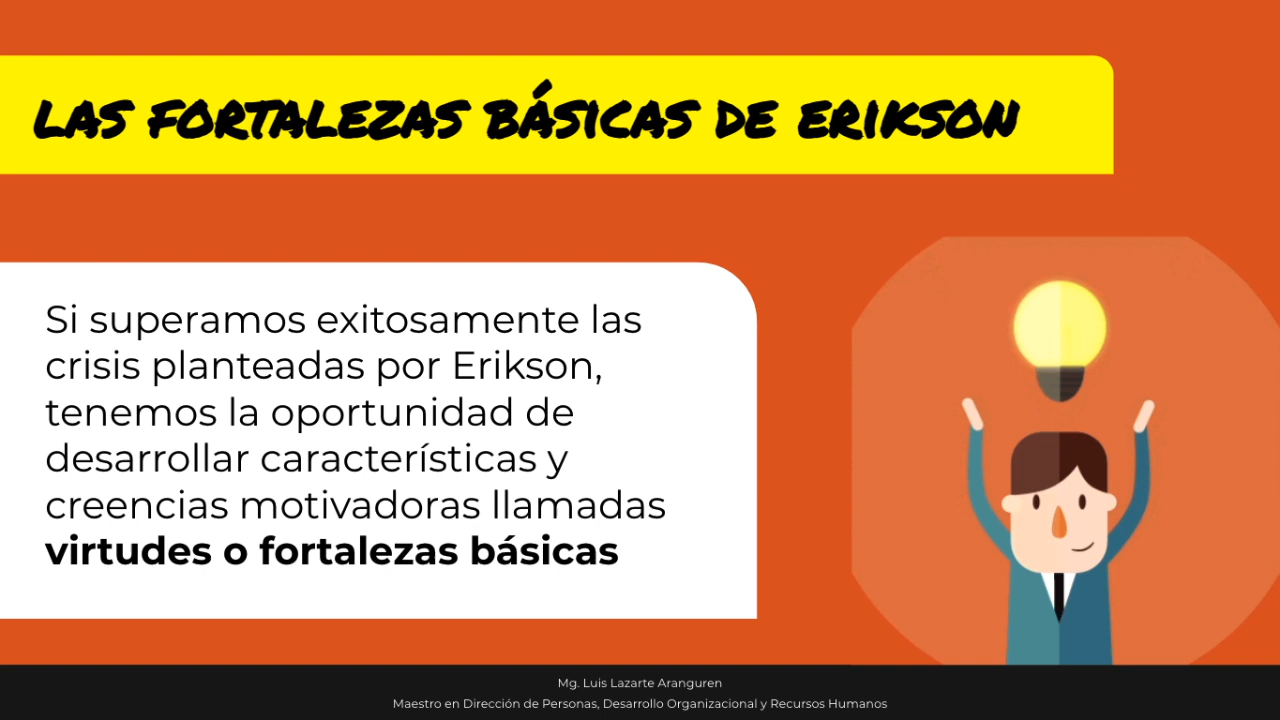 LAS FORTALEZAS BÁSICAS DE ERIKSON
Si superamos exitosamente las
crisis planteadas por Erikson,
tenemos la oportunidad de
desarrollar características y
creencias motivadoras llamadas
virtudes o fortalezas básicas
Mg. Luis Lazarte Aranguren
Maestro en Dirección de Personas, Desarrollo Organizacional y Recursos Humanos